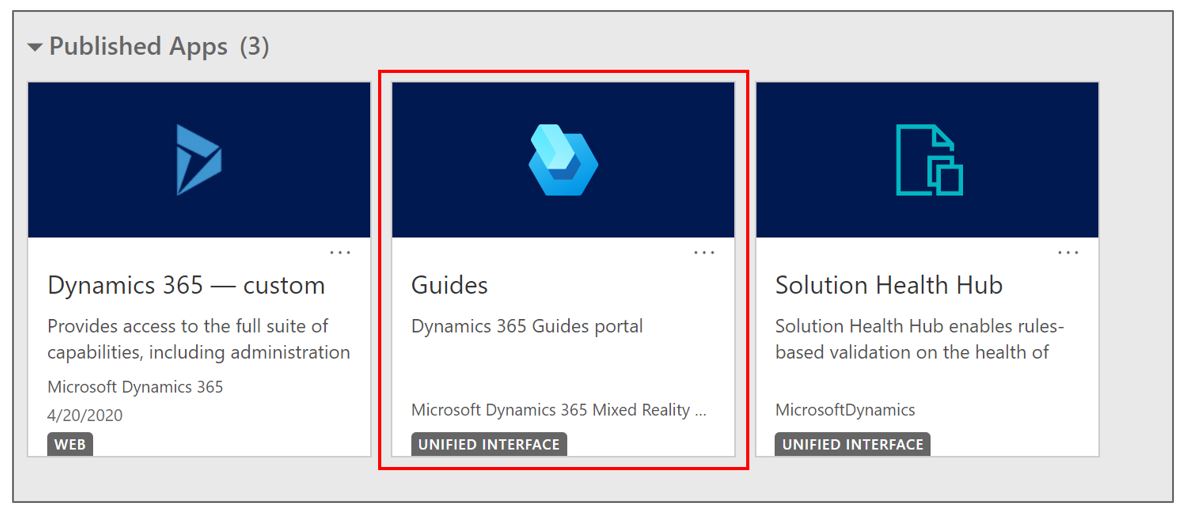 Published Apps (3)
...
Dynamics 365 — custom
Provides access to the full suite of
capabilities, including administration
Microsoft Dynamics 365
4/20/2020
WEB
...
Guides
Dynamics 365 Guides portal
Microsoft Dynamics 365 Mixed Reality ...
UNIFIED INTERFACE
...
Solution Health Hub
Solution Health Hub enables rules-
based validation on the health of
MicrosoftDynamics
UNIFIED INTERFACE